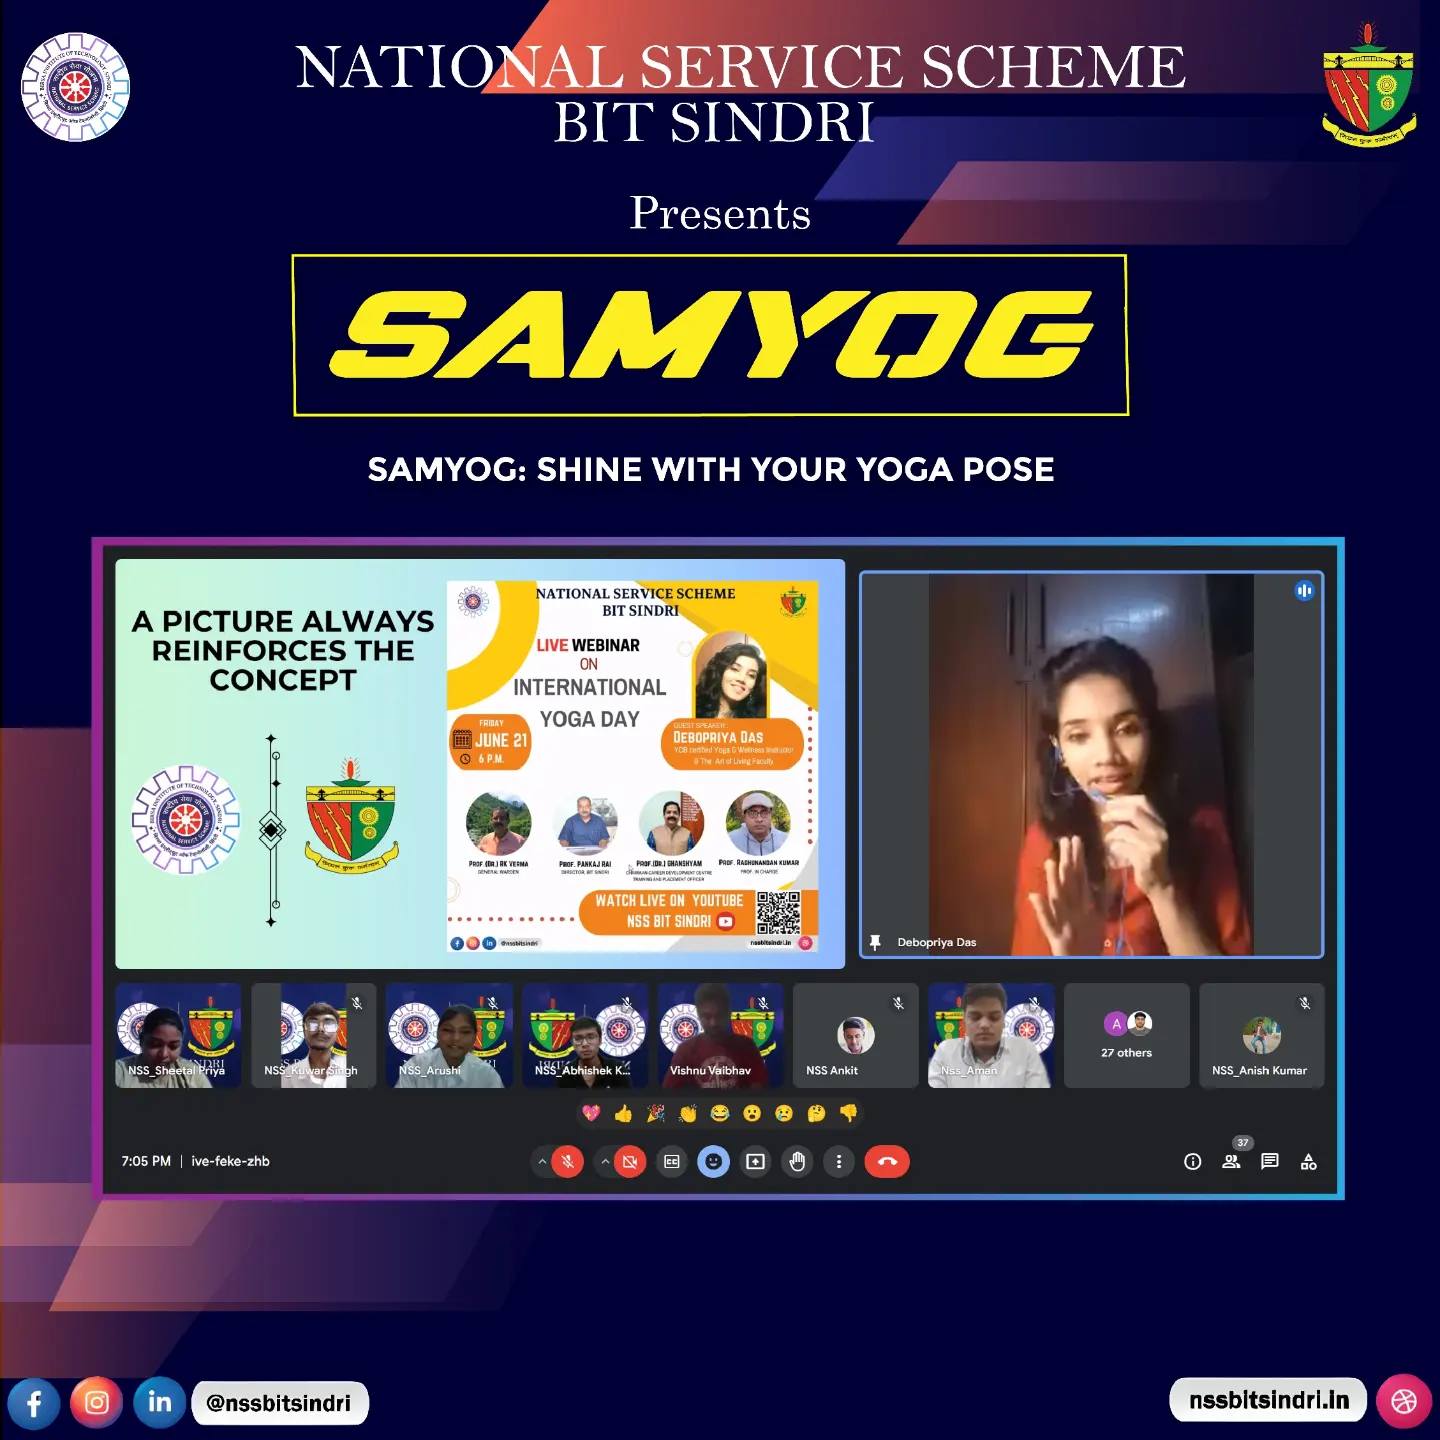 NATIONAL SERVICE SCHEME
BIT SINDRI
Presents
SAMYOG
SAMYOG: SHINE WITH YOUR YOGA POSE
A PICTURE ALWAYS
REINFORCES THE
CONCEPT
NATIONAL SERVICE SCHEME
BIT SINDRI
LIVE WEBINAR
ON
INTERNATIONAL
YOGA DAY
FRIDAY
JUNE 21
6 P.M.
GUEST SPEAKER:
DEBOPRIYA DAS
YCB certified Yoga & Wellness Instructor
& The Art of Living Faculty
PROF.(DR.) RK VERMA
GENERAL WARDEN
PROF. PANKAJ RAI
DIRECTOR, BIT SINDRI
PROF.(DR.) GHANSHYAM
CHAIRMAN-CAREER DEVELOPMENT CENTRE
TRAINING AND PLACEMENT OFFICER
PROF. RAGHUNANDAN KUMAR
PROF. IN CHARGE
WATCH LIVE ON YOUTUBE
NSS BIT SINDRI
@nssbitsindri
nssbitsindri.in
Debopriya Das
NSS_Sheetal Priya
NSS_Kuwar Singh
NSS_Arushi
NSS_Abhishek K...
Vishnu Vaibhav
NSS Ankit
Nss_Aman
A
27 others
NSS_Anish Kumar
7:05 PM | ive-feke-zhb
37
@nssbitsindri
nssbitsindri.in